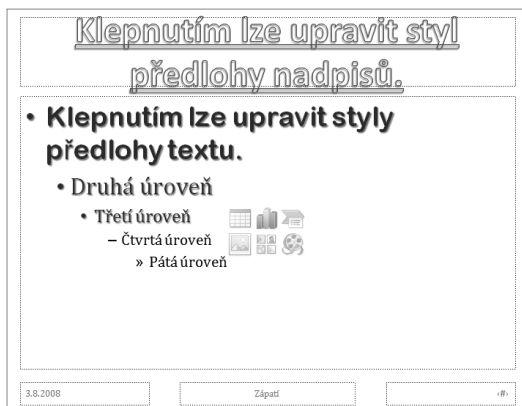 Klepnutím lze upravit styl
předlohy nadpisů.
• Klepnutím lze upravit styly
předlohy textu.
• Druhá úroveň
• Třetí úroveň
– Čtvrtá úroveň
» Pátá úroveň
3.8.2008 Zápatí ‹#›